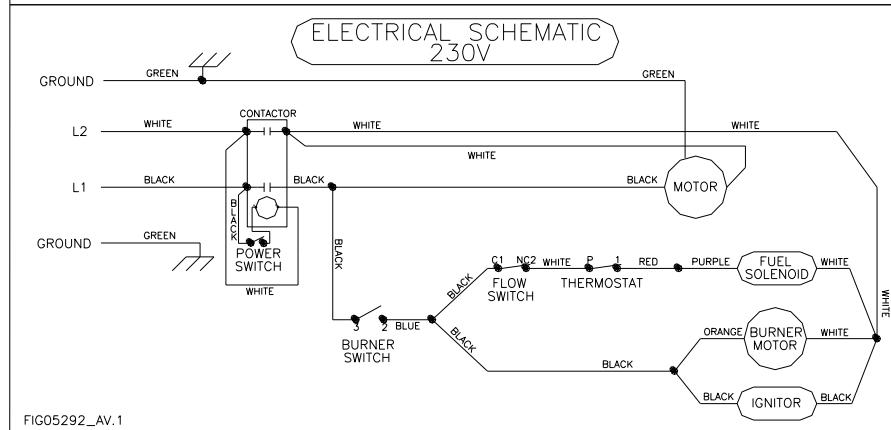 ELECTRICAL SCHEMATIC
230V
GROUND
GREEN
GREEN
CONTACTOR
L2
WHITE
WHITE
WHITE
WHITE
L1
BLACK
BLACK
BLACK
MOTOR
BLACK
GROUND
GREEN
POWER
SWITCH
WHITE
BLACK
C1
NC2
WHITE
P
1
RED
PURPLE
FUEL
SOLENOID
WHITE
FLOW
SWITCH
THERMOSTAT
BLACK
WHITE
3
2
BLUE
BURNER
SWITCH
BLACK
ORANGE
BURNER
MOTOR
WHITE
BLACK
BLACK
IGNITOR
BLACK
FIG05292_AV.1